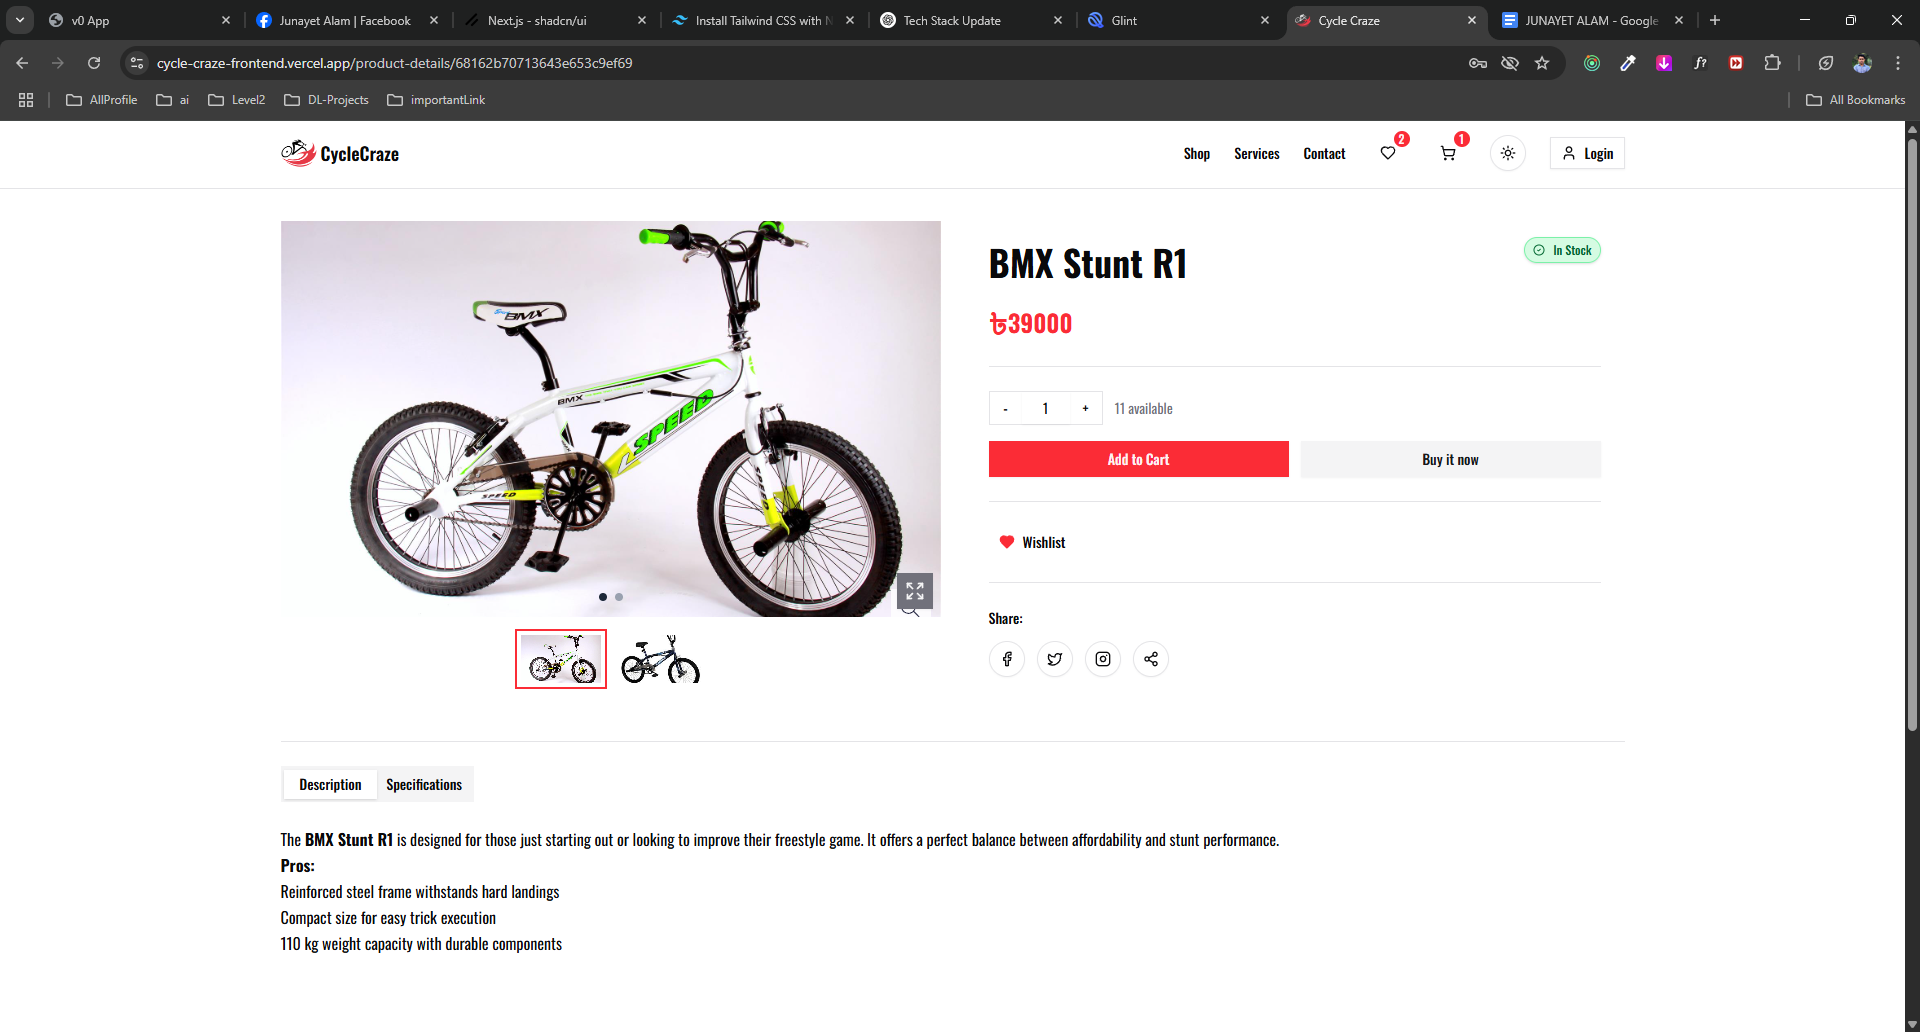 v0 App
Junayet Alam | Facebook
Next.js - shadcn/ui
Install Tailwind CSS with N
Tech Stack Update
Glint
Cycle Craze
JUNAYET ALAM - Google
cycle-craze-frontend.vercel.app/product-details/68162b70713643e653c9ef69
f?
AllProfile
ai
Level2
DL-Projects
importantLink
All Bookmarks
CycleCraze
Shop
Services
Contact
2
1
Login
BMX
BMX
SPEED
SPEED
BMX Stunt R1
In Stock
৳39000
- 1 + 11 available
Add to Cart
Buy it now
Wishlist
Share:
Description
Specifications
The BMX Stunt R1 is designed for those just starting out or looking to improve their freestyle game. It offers a perfect balance between affordability and stunt performance.
Pros:
Reinforced steel frame withstands hard landings
Compact size for easy trick execution
110 kg weight capacity with durable components